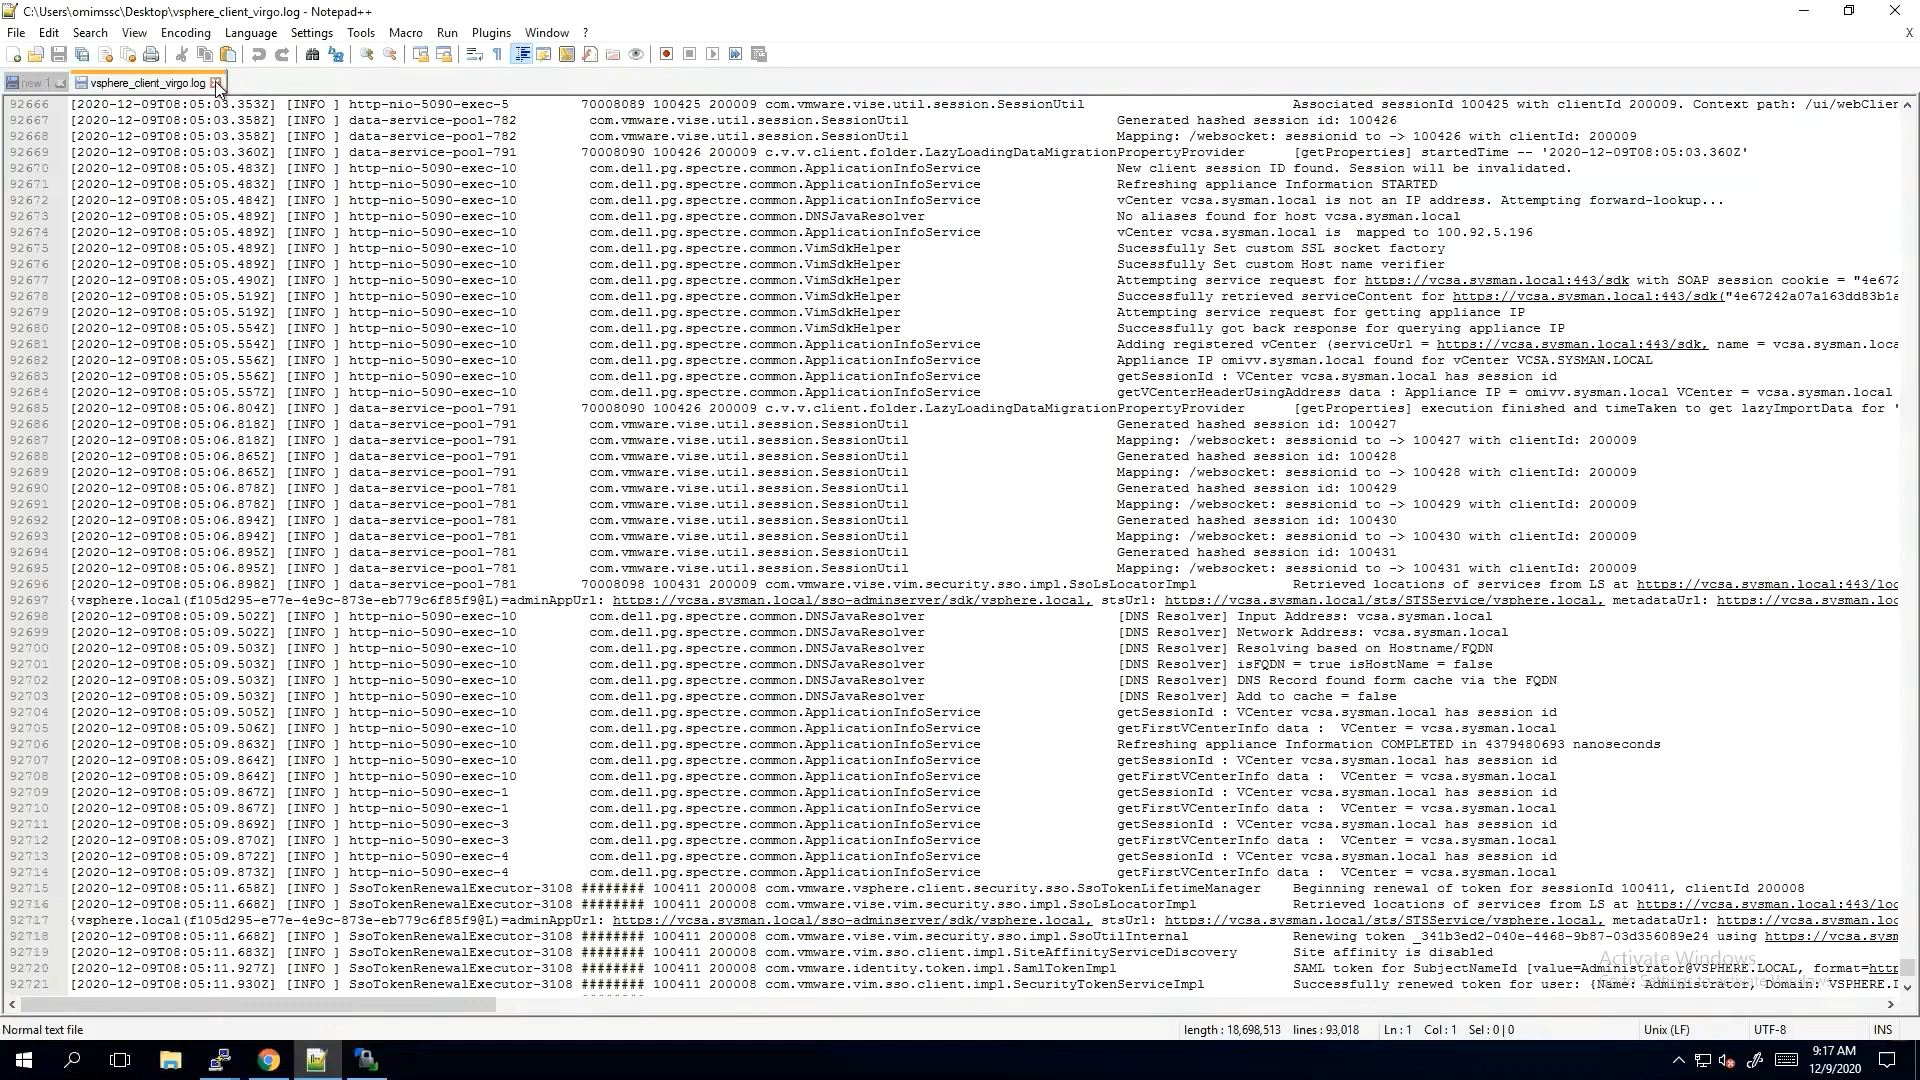 C:\Users\omimssc\Desktop\vsphere_client_virgo.log - Notepad++
File Edit Search View Encoding Language Settings Tools Macro Run Plugins Window ? X
new 1 vsphere_client_virgo.log
92666 [2020-12-09T08:05:03.353Z] [INFO ] http-nio-5090-exec-5 70008089 100425 200009 com.vmware.vise.util.session.SessionUtil Associated sessionId 100425 with clientId 200009. Context path: /ui/webClien
92667 [2020-12-09T08:05:03.358Z] [INFO ] data-service-pool-782 com.vmware.vise.util.session.SessionUtil Generated hashed session id: 100426
92668 [2020-12-09T08:05:03.358Z] [INFO ] data-service-pool-782 com.vmware.vise.util.session.SessionUtil Mapping: /websocket: sessionid to -> 100426 with clientId: 200009
92669 [2020-12-09T08:05:03.360Z] [INFO ] data-service-pool-791 70008090 100426 200009 c.v.v.client.folder.LazyLoadingDataMigrationPropertyProvider [getProperties] startedTime -- '2020-12-09T08:05:03.360Z'
92670 [2020-12-09T08:05:05.483Z] [INFO ] http-nio-5090-exec-10 com.dell.pg.spectre.common.ApplicationInfoService New client session ID found. Session will be invalidated.
92671 [2020-12-09T08:05:05.483Z] [INFO ] http-nio-5090-exec-10 com.dell.pg.spectre.common.ApplicationInfoService Refreshing appliance Information STARTED
92672 [2020-12-09T08:05:05.484Z] [INFO ] http-nio-5090-exec-10 com.dell.pg.spectre.common.ApplicationInfoService vCenter vcsa.sysman.local is not an IP address. Attempting forward-lookup...
92673 [2020-12-09T08:05:05.489Z] [INFO ] http-nio-5090-exec-10 com.dell.pg.spectre.common.DNSJavaResolver No aliases found for host vcsa.sysman.local
92674 [2020-12-09T08:05:05.489Z] [INFO ] http-nio-5090-exec-10 com.dell.pg.spectre.common.ApplicationInfoService vCenter vcsa.sysman.local is mapped to 100.92.5.196
92675 [2020-12-09T08:05:05.489Z] [INFO ] http-nio-5090-exec-10 com.dell.pg.spectre.common.VimSdkHelper Sucessfully Set custom SSL socket factory
92676 [2020-12-09T08:05:05.489Z] [INFO ] http-nio-5090-exec-10 com.dell.pg.spectre.common.VimSdkHelper Sucessfully Set custom Host name verifier
92677 [2020-12-09T08:05:05.490Z] [INFO ] http-nio-5090-exec-10 com.dell.pg.spectre.common.VimSdkHelper Attempting service request for https://vcsa.sysman.local:443/sdk with SOAP session cookie = "4e672
92678 [2020-12-09T08:05:05.519Z] [INFO ] http-nio-5090-exec-10 com.dell.pg.spectre.common.VimSdkHelper Successfully retrieved serviceContent for https://vcsa.sysman.local:443/sdk("4e67242a07a163dd83b1a
92679 [2020-12-09T08:05:05.519Z] [INFO ] http-nio-5090-exec-10 com.dell.pg.spectre.common.VimSdkHelper Attempting service request for getting appliance IP
92680 [2020-12-09T08:05:05.554Z] [INFO ] http-nio-5090-exec-10 com.dell.pg.spectre.common.VimSdkHelper Successfully got back response for querying appliance IP
92681 [2020-12-09T08:05:05.554Z] [INFO ] http-nio-5090-exec-10 com.dell.pg.spectre.common.ApplicationInfoService Adding registered vCenter {serviceUrl = https://vcsa.sysman.local:443/sdk, name = vcsa.sysman.loca
92682 [2020-12-09T08:05:05.556Z] [INFO ] http-nio-5090-exec-10 com.dell.pg.spectre.common.ApplicationInfoService Appliance IP omivv.sysman.local found for vCenter VCSA.SYSMAN.LOCAL
92683 [2020-12-09T08:05:05.556Z] [INFO ] http-nio-5090-exec-10 com.dell.pg.spectre.common.ApplicationInfoService getSessionId : VCenter vcsa.sysman.local has session id
92684 [2020-12-09T08:05:05.557Z] [INFO ] http-nio-5090-exec-10 com.dell.pg.spectre.common.ApplicationInfoService getVCenterHeaderUsingAddress data : Appliance IP = omivv.sysman.local VCenter = vcsa.sysman.local
92685 [2020-12-09T08:05:06.804Z] [INFO ] data-service-pool-791 70008090 100426 200009 c.v.v.client.folder.LazyLoadingDataMigrationPropertyProvider [getProperties] execution finished and timeTaken to get lazyImportData for '
92686 [2020-12-09T08:05:06.818Z] [INFO ] data-service-pool-791 com.vmware.vise.util.session.SessionUtil Generated hashed session id: 100427
92687 [2020-12-09T08:05:06.818Z] [INFO ] data-service-pool-791 com.vmware.vise.util.session.SessionUtil Mapping: /websocket: sessionid to -> 100427 with clientId: 200009
92688 [2020-12-09T08:05:06.865Z] [INFO ] data-service-pool-791 com.vmware.vise.util.session.SessionUtil Generated hashed session id: 100428
92689 [2020-12-09T08:05:06.865Z] [INFO ] data-service-pool-791 com.vmware.vise.util.session.SessionUtil Mapping: /websocket: sessionid to -> 100428 with clientId: 200009
92690 [2020-12-09T08:05:06.878Z] [INFO ] data-service-pool-781 com.vmware.vise.util.session.SessionUtil Generated hashed session id: 100429
92691 [2020-12-09T08:05:06.878Z] [INFO ] data-service-pool-781 com.vmware.vise.util.session.SessionUtil Mapping: /websocket: sessionid to -> 100429 with clientId: 200009
92692 [2020-12-09T08:05:06.894Z] [INFO ] data-service-pool-781 com.vmware.vise.util.session.SessionUtil Generated hashed session id: 100430
92693 [2020-12-09T08:05:06.894Z] [INFO ] data-service-pool-781 com.vmware.vise.util.session.SessionUtil Mapping: /websocket: sessionid to -> 100430 with clientId: 200009
92694 [2020-12-09T08:05:06.895Z] [INFO ] data-service-pool-781 com.vmware.vise.util.session.SessionUtil Generated hashed session id: 100431
92695 [2020-12-09T08:05:06.895Z] [INFO ] data-service-pool-781 com.vmware.vise.util.session.SessionUtil Mapping: /websocket: sessionid to -> 100431 with clientId: 200009
92696 [2020-12-09T08:05:06.898Z] [INFO ] data-service-pool-781 70008098 100431 200009 com.vmware.vise.vim.security.sso.impl.SsoLsLocatorImpl Retrieved locations of services from LS at https://vcsa.sysman.local:443/loo
92697 {vsphere.local(f105d295-e77e-4e9c-873e-eb779c6f85f9@L)=adminAppUrl: https://vcsa.sysman.local/sso-adminserver/sdk/vsphere.local, stsUrl: https://vcsa.sysman.local/sts/STSService/vsphere.local, metadataUrl: https://vcsa.sysman.loc
92698 [2020-12-09T08:05:09.502Z] [INFO ] http-nio-5090-exec-10 com.dell.pg.spectre.common.DNSJavaResolver [DNS Resolver] Input Address: vcsa.sysman.local
92699 [2020-12-09T08:05:09.503Z] [INFO ] http-nio-5090-exec-10 com.dell.pg.spectre.common.DNSJavaResolver [DNS Resolver] Network Address: vcsa.sysman.local
92700 [2020-12-09T08:05:09.503Z] [INFO ] http-nio-5090-exec-10 com.dell.pg.spectre.common.DNSJavaResolver [DNS Resolver] Resolving based on Hostname/FQDN
92701 [2020-12-09T08:05:09.503Z] [INFO ] http-nio-5090-exec-10 com.dell.pg.spectre.common.DNSJavaResolver [DNS Resolver] isFQDN = true isHostName = false
92702 [2020-12-09T08:05:09.503Z] [INFO ] http-nio-5090-exec-10 com.dell.pg.spectre.common.DNSJavaResolver [DNS Resolver] DNS Record found form cache via the FQDN
92703 [2020-12-09T08:05:09.503Z] [INFO ] http-nio-5090-exec-10 com.dell.pg.spectre.common.DNSJavaResolver [DNS Resolver] Add to cache = false
92704 [2020-12-09T08:05:09.505Z] [INFO ] http-nio-5090-exec-10 com.dell.pg.spectre.common.ApplicationInfoService getSessionId : VCenter vcsa.sysman.local has session id
92705 [2020-12-09T08:05:09.506Z] [INFO ] http-nio-5090-exec-10 com.dell.pg.spectre.common.ApplicationInfoService getFirstVCenterInfo data : VCenter = vcsa.sysman.local
92706 [2020-12-09T08:05:09.863Z] [INFO ] http-nio-5090-exec-10 com.dell.pg.spectre.common.ApplicationInfoService Refreshing appliance Information COMPLETED in 4379480693 nanoseconds
92707 [2020-12-09T08:05:09.864Z] [INFO ] http-nio-5090-exec-10 com.dell.pg.spectre.common.ApplicationInfoService getSessionId : VCenter vcsa.sysman.local has session id
92708 [2020-12-09T08:05:09.864Z] [INFO ] http-nio-5090-exec-10 com.dell.pg.spectre.common.ApplicationInfoService getFirstVCenterInfo data : VCenter = vcsa.sysman.local
92709 [2020-12-09T08:05:09.867Z] [INFO ] http-nio-5090-exec-1 com.dell.pg.spectre.common.ApplicationInfoService getSessionId : VCenter vcsa.sysman.local has session id
92710 [2020-12-09T08:05:09.867Z] [INFO ] http-nio-5090-exec-1 com.dell.pg.spectre.common.ApplicationInfoService getFirstVCenterInfo data : VCenter = vcsa.sysman.local
92711 [2020-12-09T08:05:09.869Z] [INFO ] http-nio-5090-exec-3 com.dell.pg.spectre.common.ApplicationInfoService getSessionId : VCenter vcsa.sysman.local has session id
92712 [2020-12-09T08:05:09.870Z] [INFO ] http-nio-5090-exec-3 com.dell.pg.spectre.common.ApplicationInfoService getFirstVCenterInfo data : VCenter = vcsa.sysman.local
92713 [2020-12-09T08:05:09.872Z] [INFO ] http-nio-5090-exec-4 com.dell.pg.spectre.common.ApplicationInfoService getSessionId : VCenter vcsa.sysman.local has session id
92714 [2020-12-09T08:05:09.873Z] [INFO ] http-nio-5090-exec-4 com.dell.pg.spectre.common.ApplicationInfoService getFirstVCenterInfo data : VCenter = vcsa.sysman.local
92715 [2020-12-09T08:05:11.658Z] [INFO ] SsoTokenRenewalExecutor-3108 ######## 100411 200008 com.vmware.vsphere.client.security.sso.SsoTokenLifetimeManager Beginning renewal of token for sessionId 100411, clientId 200008
92716 [2020-12-09T08:05:11.668Z] [INFO ] SsoTokenRenewalExecutor-3108 ######## 100411 200008 com.vmware.vise.vim.security.sso.impl.SsoLsLocatorImpl Retrieved locations of services from LS at https://vcsa.sysman.local:443/loo
92717 {vsphere.local(f105d295-e77e-4e9c-873e-eb779c6f85f9@L)=adminAppUrl: https://vcsa.sysman.local/sso-adminserver/sdk/vsphere.local, stsUrl: https://vcsa.sysman.local/sts/STSService/vsphere.local, metadataUrl: https://vcsa.sysman.loc
92718 [2020-12-09T08:05:11.668Z] [INFO ] SsoTokenRenewalExecutor-3108 ######## 100411 200008 com.vmware.vise.vim.security.sso.impl.SsoUtilInternal Renewing token _341b3ed2-040e-4468-9b87-03d356089e24 using https://vcsa.sysm
92719 [2020-12-09T08:05:11.683Z] [INFO ] SsoTokenRenewalExecutor-3108 ######## 100411 200008 com.vmware.vim.sso.client.impl.SiteAffinityServiceDiscovery Site affinity is disabled
Activate Windows
92720 [2020-12-09T08:05:11.927Z] [INFO ] SsoTokenRenewalExecutor-3108 ######## 100411 200008 com.vmware.identity.token.impl.SamlTokenImpl SAML token for SubjectNameId [value=Administrator@VSPHERE.LOCAL, format=http
Go to Settings to activate Windows.
92721 [2020-12-09T08:05:11.930Z] [INFO ] SsoTokenRenewalExecutor-3108 ######## 100411 200008 com.vmware.vim.sso.client.impl.SecurityTokenServiceImpl Successfully renewed token for user: {Name: Administrator, Domain: VSPHERE.L
Normal text file length : 18,698,513 lines : 93,018 Ln : 1 Col : 1 Sel : 0 | 0 Unix (LF) UTF-8 INS
9:17 AM
12/9/2020